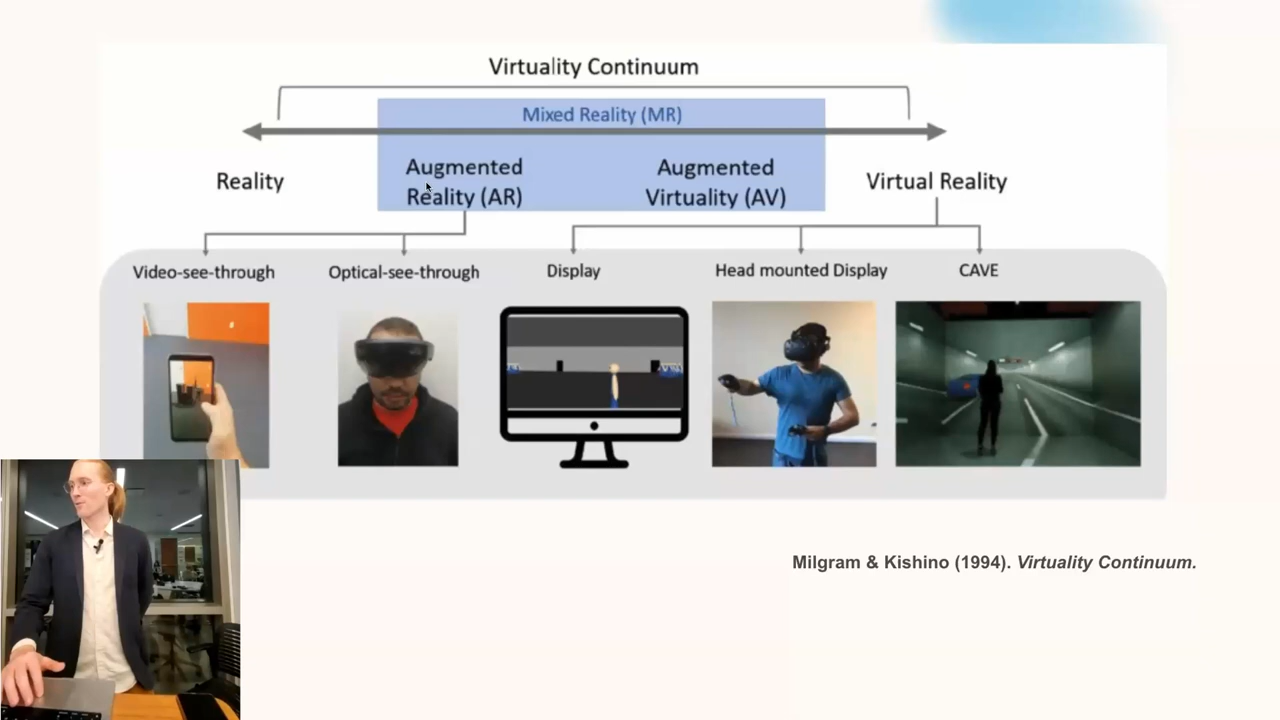 Virtuality Continuum
Mixed Reality (MR)
Reality
Augmented
Reality (AR)
Augmented
Virtuality (AV)
Virtual Reality
Video-see-through
Optical-see-through
Display
Head mounted Display
CAVE
Milgram & Kishino (1994). Virtuality Continuum.